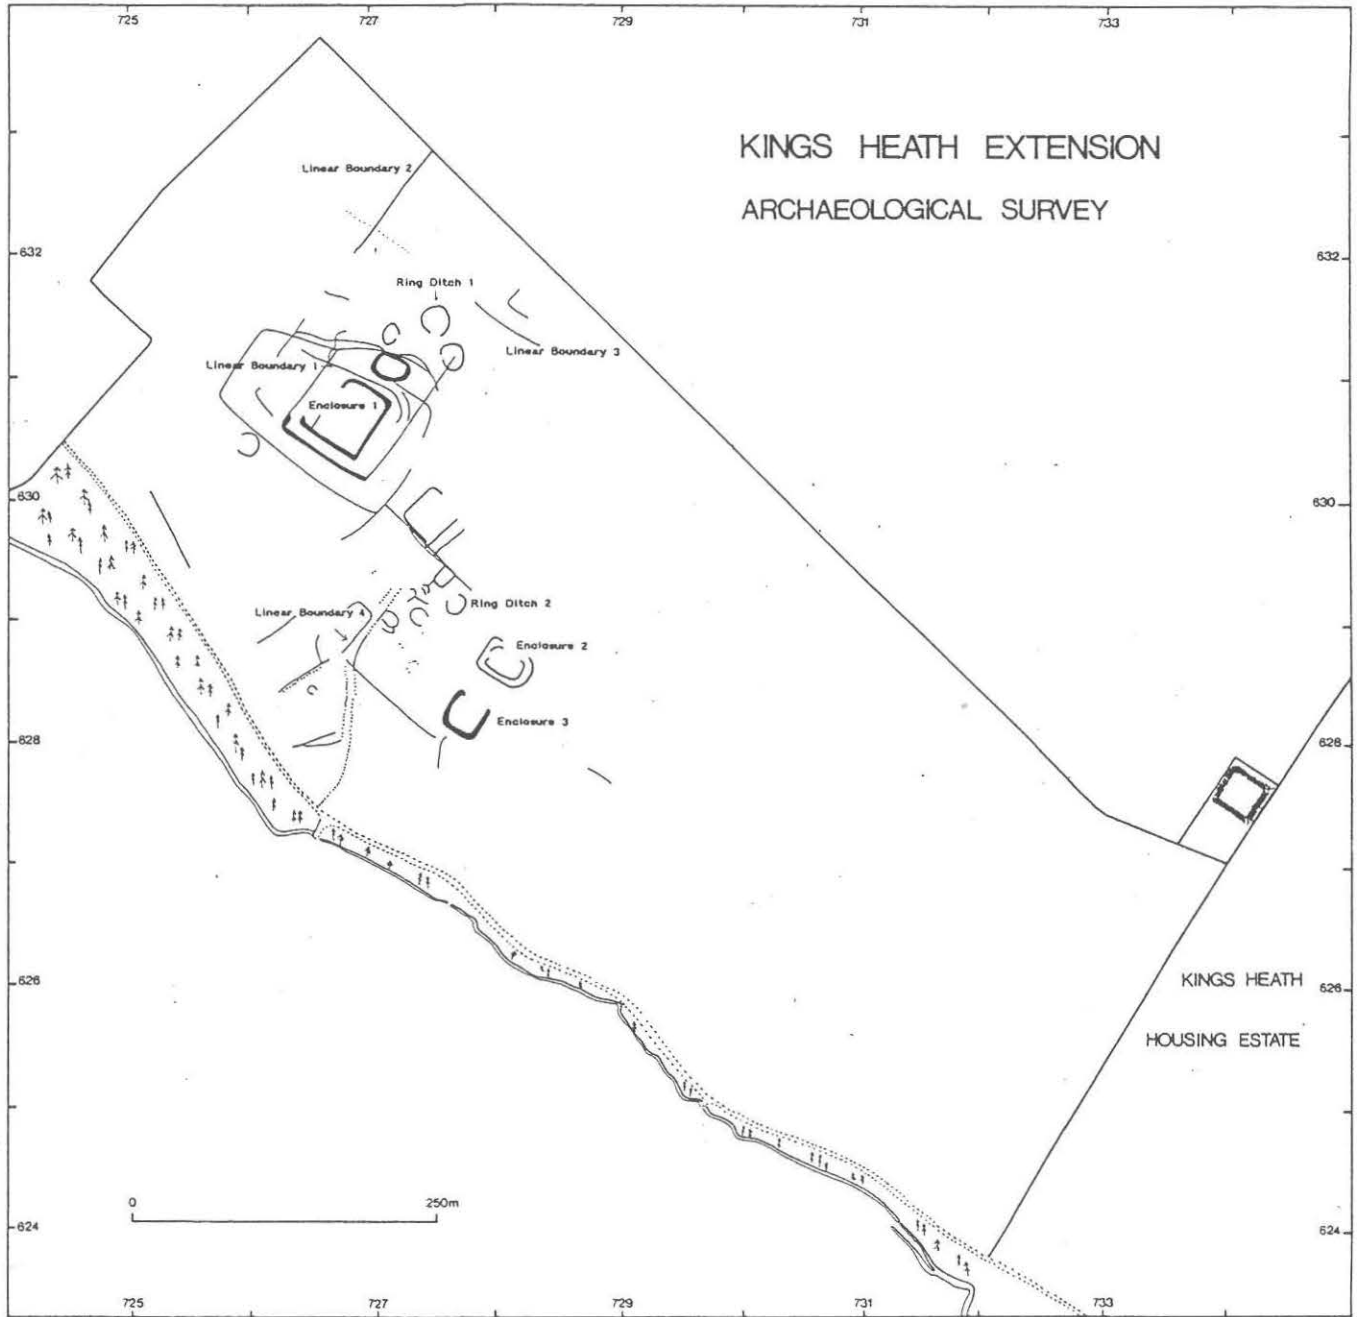 725 727 729 731 733
KINGS HEATH EXTENSION
Linear Boundary 2
ARCHAEOLOGICAL SURVEY
632 632
Ring Ditch 1
Linear Boundary 3
Linear Boundary 1
Enclosure 1
630 630
Ring Ditch 2
Linear Boundary 4
Enclosure 2
Enclosure 3
628 628
626 KINGS HEATH 626
HOUSING ESTATE
0 250m
624 624
725 727 729 731 733